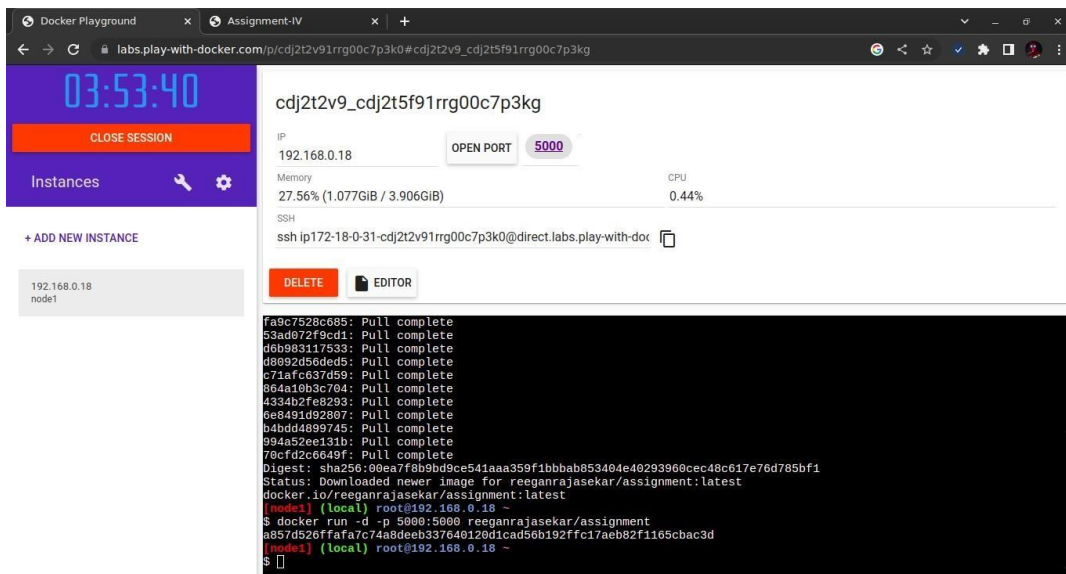 Docker Playground
Assignment-IV
labs.play-with-docker.com/p/cdj2t2v91rrg00c7p3k0#cdj2t2v9_cdj2t5f91rrg00c7p3kg
03:53:40
CLOSE SESSION
Instances
+ ADD NEW INSTANCE
192.168.0.18
node1
cdj2t2v9_cdj2t5f91rrg00c7p3kg
IP
192.168.0.18
OPEN PORT
5000
Memory
27.56% (1.077GiB / 3.906GiB)
CPU
0.44%
SSH
ssh ip172-18-0-31-cdj2t2v91rrg00c7p3k0@direct.labs.play-with-doc
DELETE
EDITOR
fa9c7528c685: Pull complete
53ad072f9cd1: Pull complete
d6b983117533: Pull complete
d8092d56ded5: Pull complete
c71afc637d59: Pull complete
864a10b3c704: Pull complete
4334b2fe8293: Pull complete
6e8491d92807: Pull complete
b4bdd4899745: Pull complete
994a52ee131b: Pull complete
70cfd2c6649f: Pull complete
Digest: sha256:00ea7f8b9bd9ce541aaa359f1bbbab853404e40293960cec48c617e76d785bf1
Status: Downloaded newer image for reeganrajasekar/assignment:latest
docker.io/reeganrajasekar/assignment:latest
[node1] (local) root@192.168.0.18 ~
$ docker run -d -p 5000:5000 reeganrajasekar/assignment
a857d526ffafa7c74a8deeb337640120d1cad56b192ffc17aeb82f1165cbac3d
[node1] (local) root@192.168.0.18 ~
$